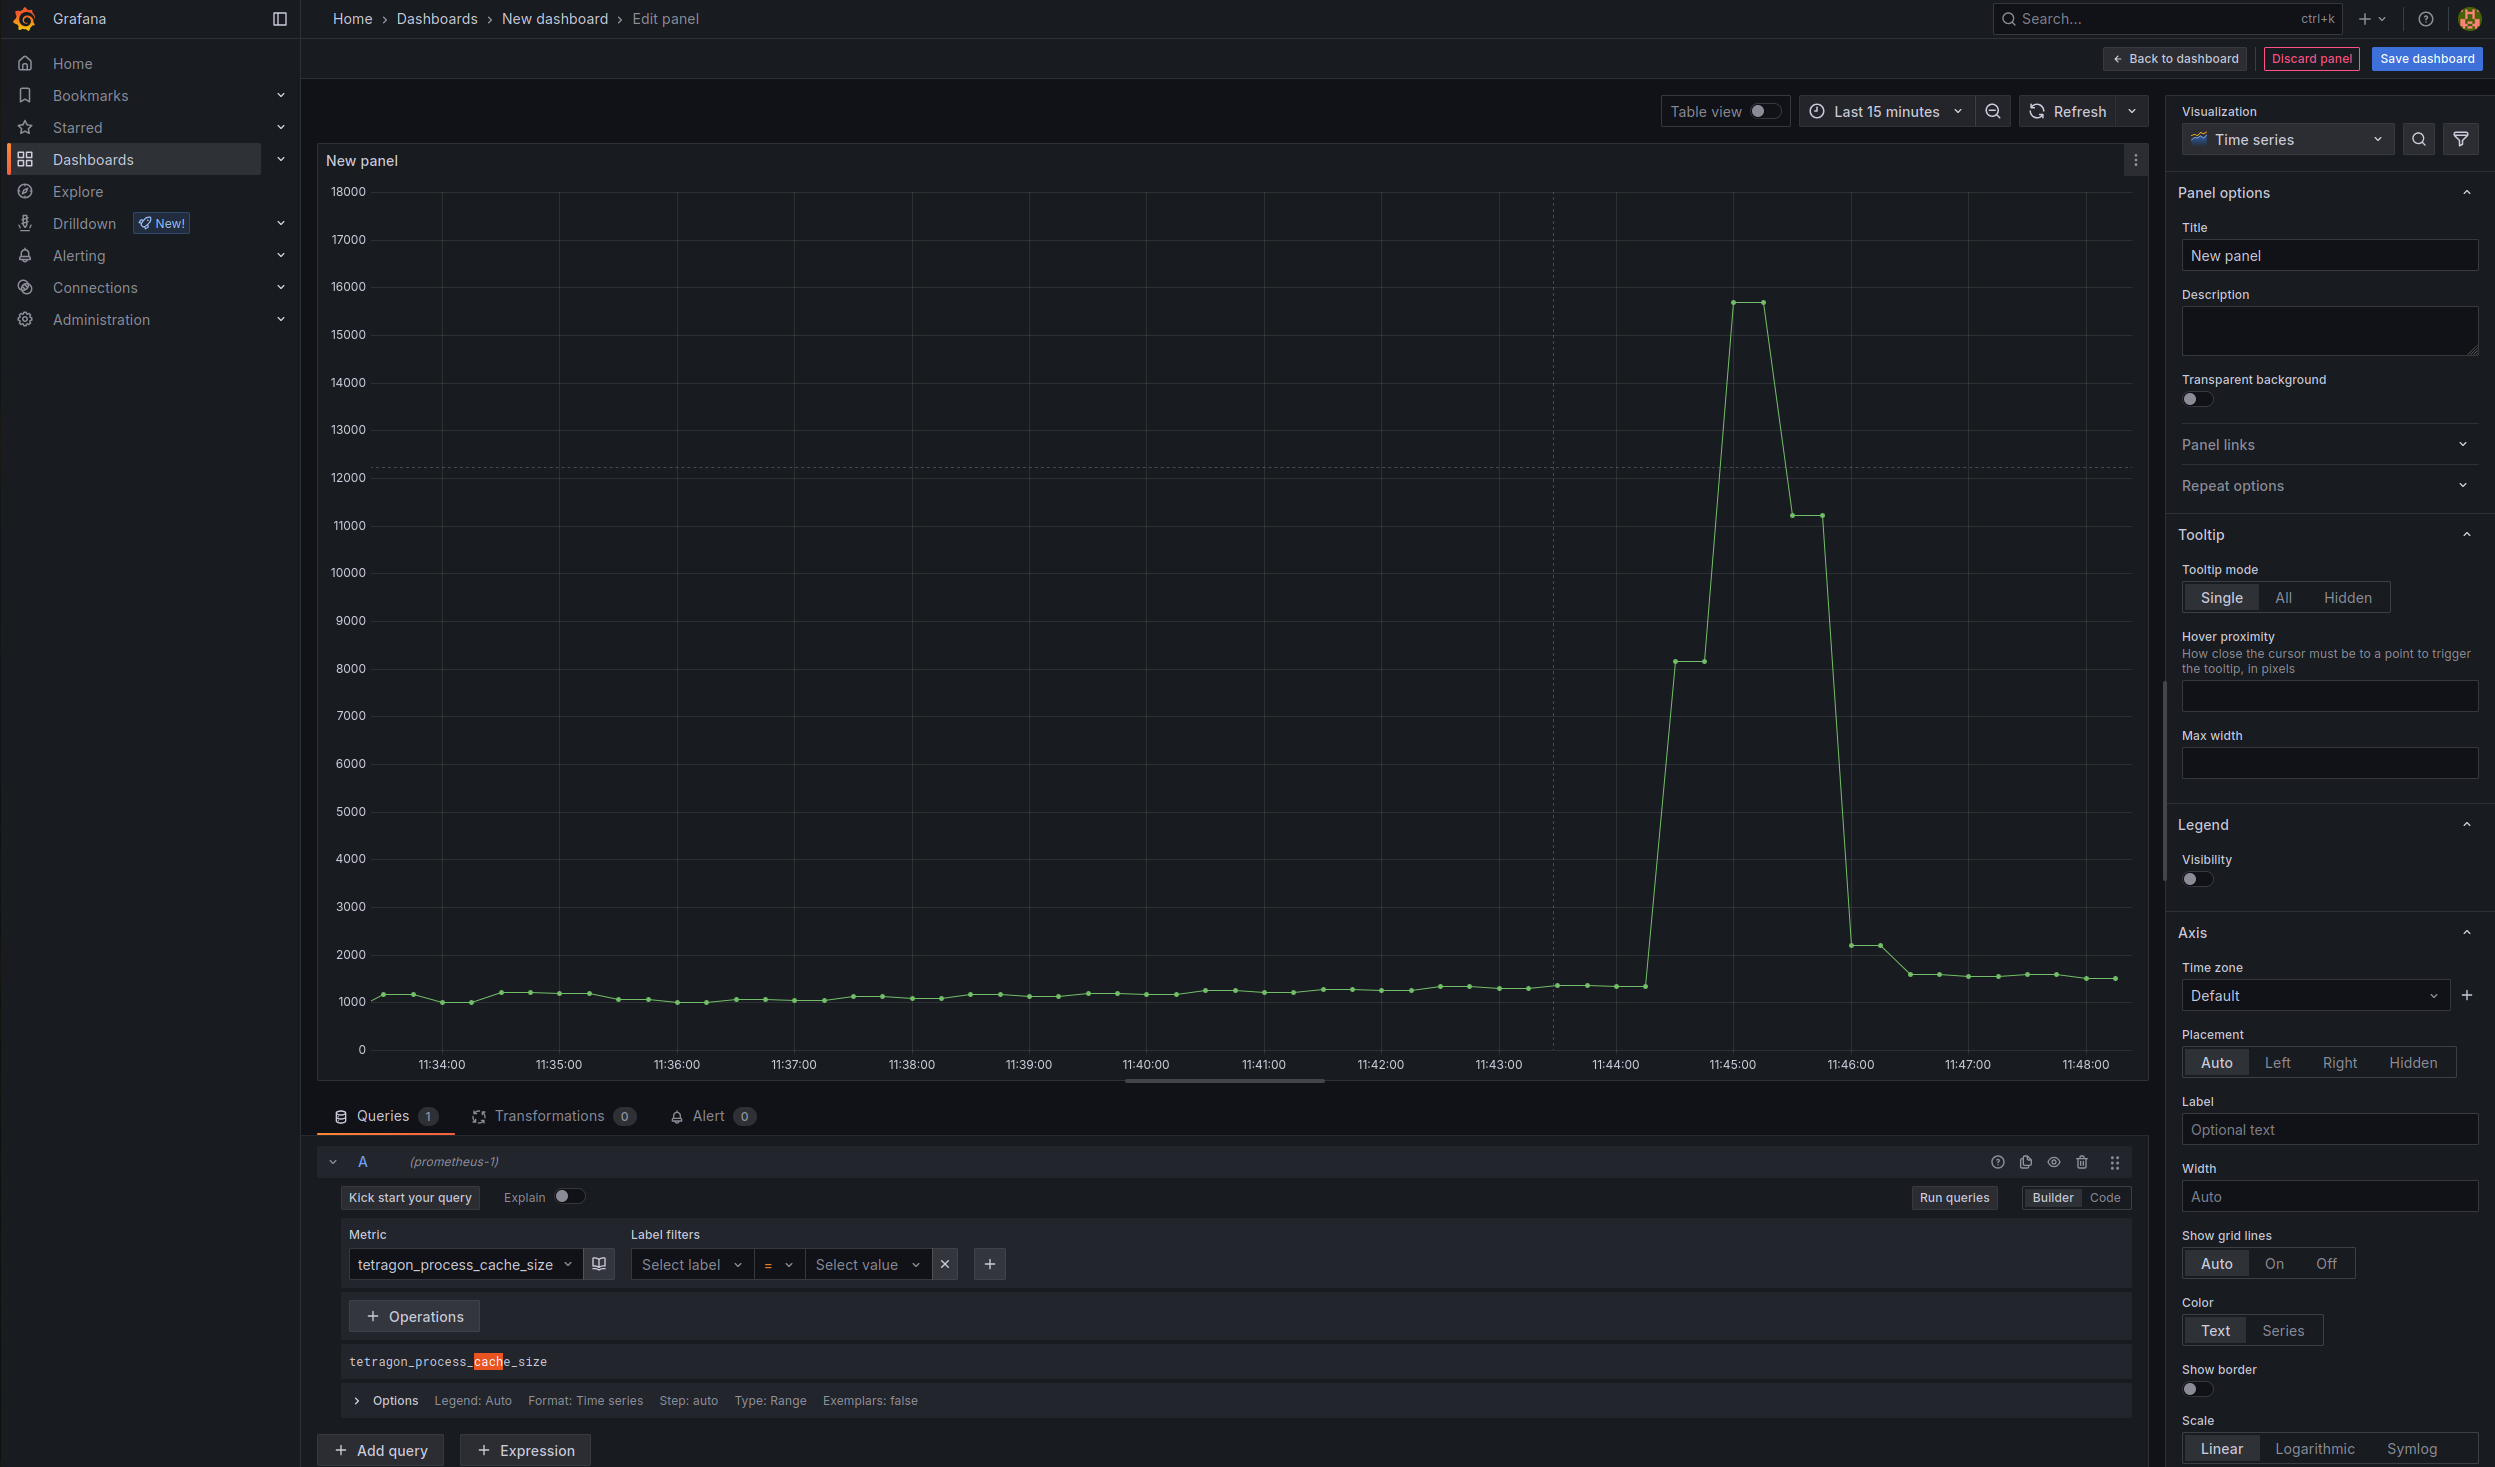 Grafana
Home › Dashboards › New dashboard › Edit panel
Search...
ctrl+k
Back to dashboard
Discard panel
Save dashboard
Home
Bookmarks
Starred
Dashboards
Explore
Drilldown
New!
Alerting
Connections
Administration
Table view
Last 15 minutes
Refresh
New panel
18000
17000
16000
15000
14000
13000
12000
11000
10000
9000
8000
7000
6000
5000
4000
3000
2000
1000
0
11:34:00 11:35:00 11:36:00 11:37:00 11:38:00 11:39:00 11:40:00 11:41:00 11:42:00 11:43:00 11:44:00 11:45:00 11:46:00 11:47:00 11:48:00
Queries 1
Transformations 0
Alert 0
A
(prometheus-1)
Kick start your query
Explain
Run queries
Builder
Code
Metric
Label filters
tetragon_process_cache_size
Select label
=
Select value
Operations
tetragon_process_cache_size
Options Legend: Auto Format: Time series Step: auto Type: Range Exemplars: false
Add query
Expression
Visualization
Time series
Panel options
Title
New panel
Description
Transparent background
Panel links
Repeat options
Tooltip
Tooltip mode
Single All Hidden
Hover proximity
How close the cursor must be to a point to trigger
the tooltip, in pixels
Max width
Legend
Visibility
Axis
Time zone
Default
Placement
Auto Left Right Hidden
Label
Optional text
Width
Auto
Show grid lines
Auto On Off
Color
Text Series
Show border
Scale
Linear Logarithmic Symlog